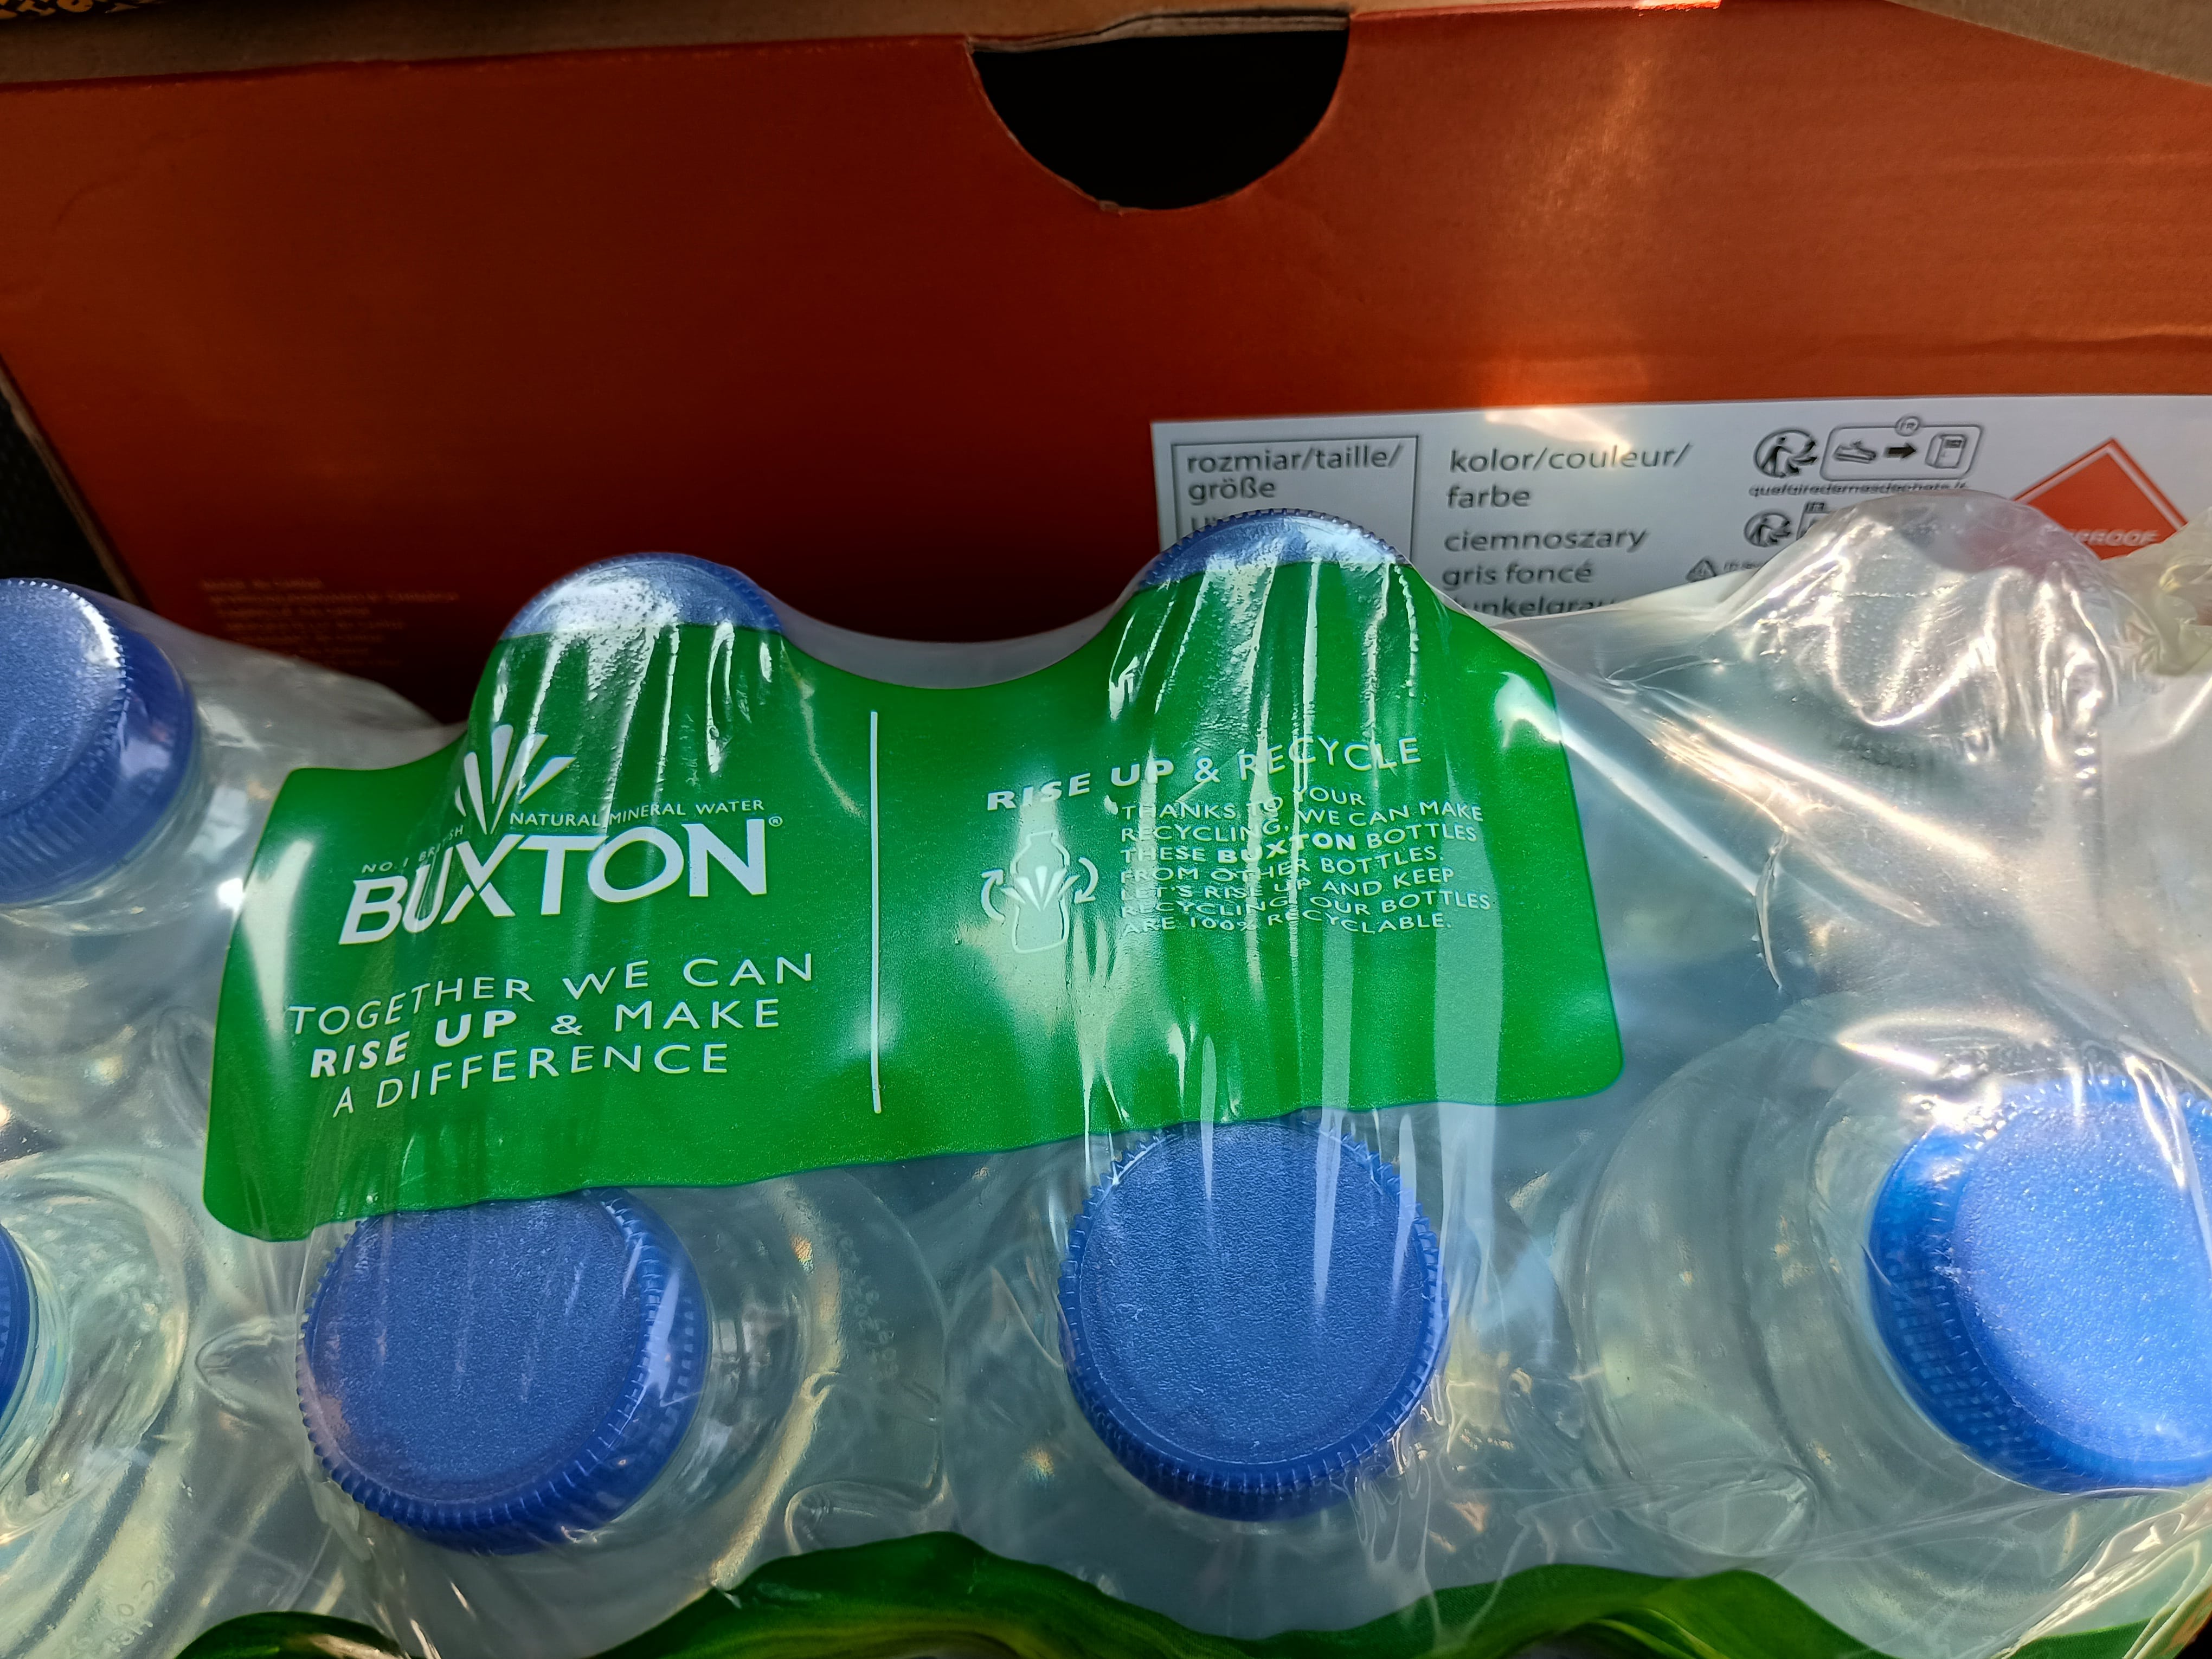 rozmiar/taille/
größe
kolor/couleur/
farbe
ciemnoszary
gris foncé
FR
PROOF
NO.1 BRITISH NATURAL MINERAL WATER
BUXTON®
TOGETHER WE CAN
RISE UP & MAKE
A DIFFERENCE
RISE UP & RECYCLE
THANKS TO YOUR
RECYCLING, WE CAN MAKE
THESE BUXTON BOTTLES
FROM OTHER BOTTLES.
LET'S RISE UP AND KEEP
RECYCLING! OUR BOTTLES
ARE 100% RECYCLABLE.